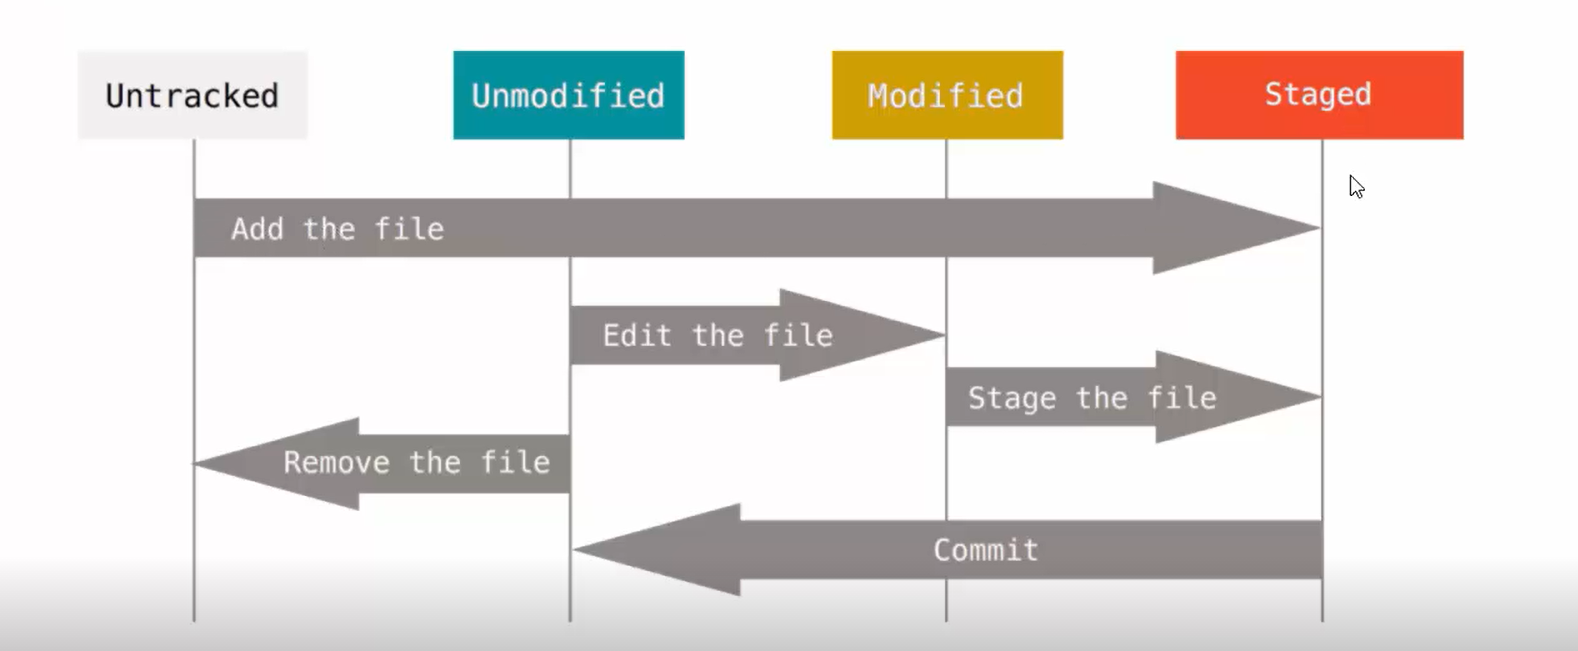 Untracked
Unmodified
Modified
Staged
Add the file
Edit the file
Stage the file
Remove the file
Commit